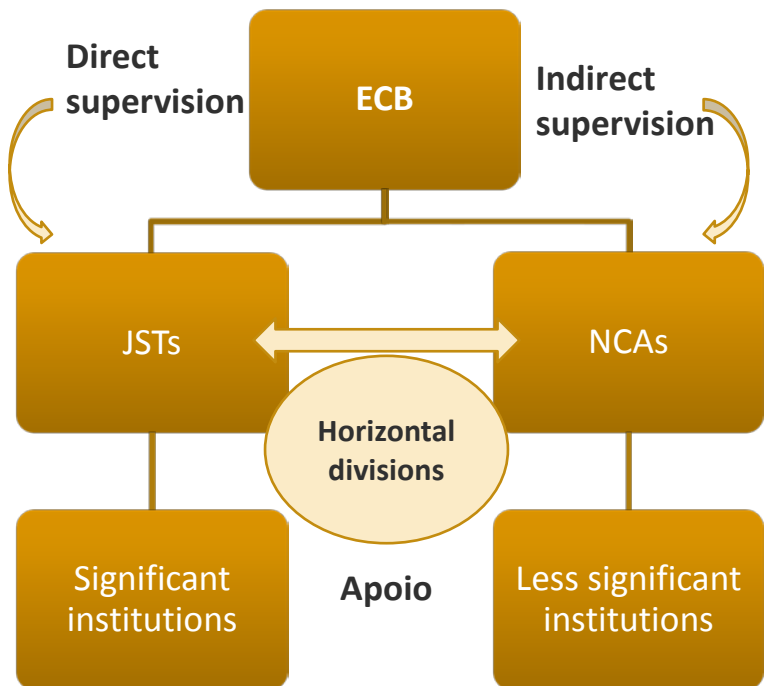 Direct
supervision
ECB
Indirect
supervision
JSTs
NCAs
Horizontal
divisions
Significant
institutions
Apoio
Less significant
institutions